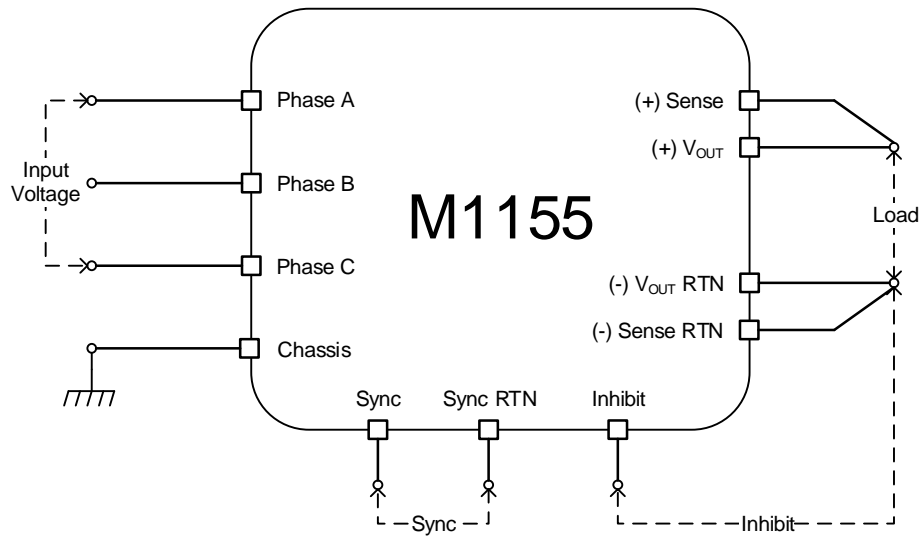 Phase A
(+) Sense
(+) VOUT
Input
Voltage
Phase B
M1155
Load
Phase C
(-) VOUT RTN
(-) Sense RTN
Chassis
Sync
Sync RTN
Inhibit
Sync
Inhibit